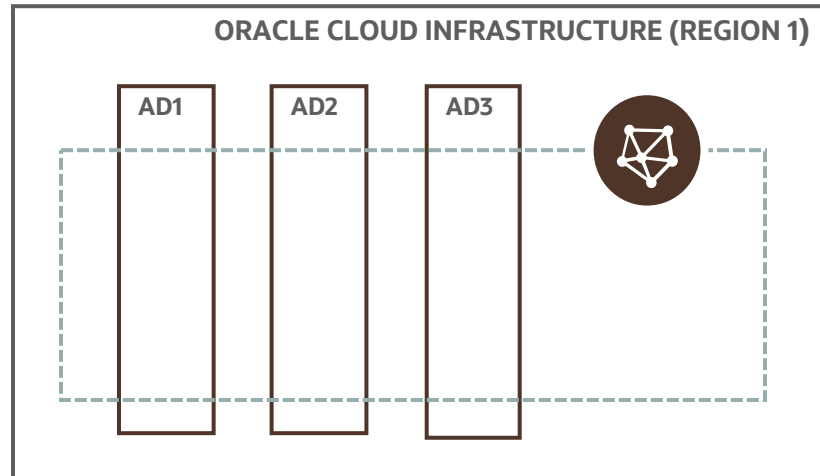 ORACLE CLOUD INFRASTRUCTURE (REGION 1)
AD1 AD2 AD3